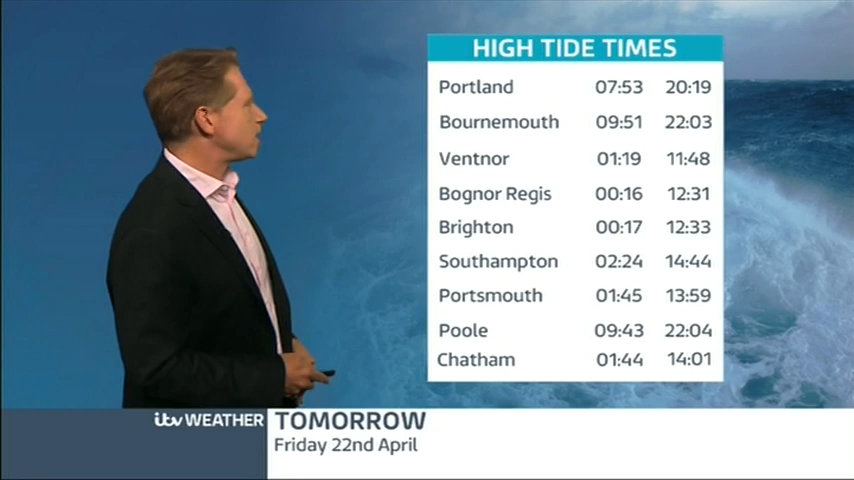 HIGH TIDE TIMES
Portland 07:53 20:19
Bournemouth 09:51 22:03
Ventnor 01:19 11:48
Bognor Regis 00:16 12:31
Brighton 00:17 12:33
Southampton 02:24 14:44
Portsmouth 01:45 13:59
Poole 09:43 22:04
Chatham 01:44 14:01
itv WEATHER TOMORROW
Friday 22nd April